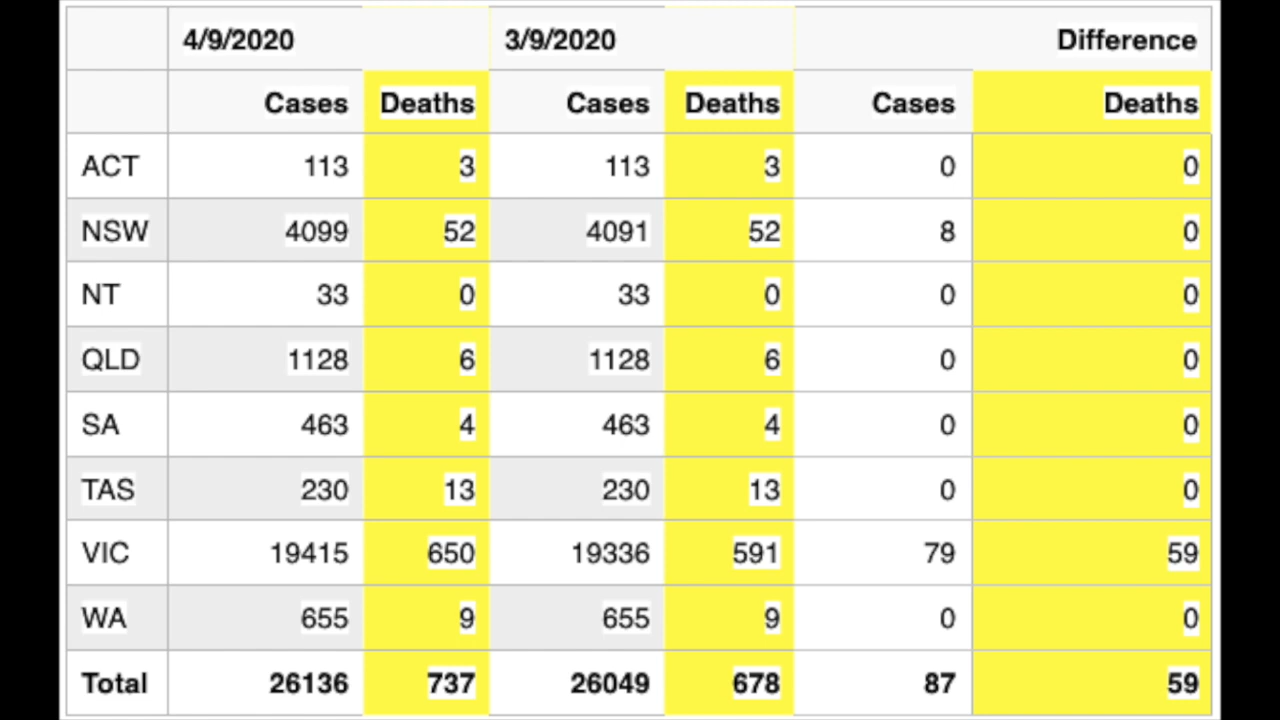 4/9/2020 3/9/2020 Difference
Cases Deaths Cases Deaths Cases Deaths
ACT 113 3 113 3 0 0
NSW 4099 52 4091 52 8 0
NT 33 0 33 0 0 0
QLD 1128 6 1128 6 0 0
SA 463 4 463 4 0 0
TAS 230 13 230 13 0 0
VIC 19415 650 19336 591 79 59
WA 655 9 655 9 0 0
Total 26136 737 26049 678 87 59